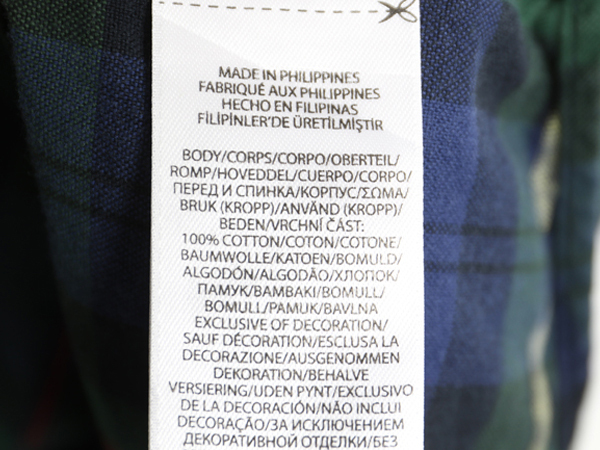 MADE IN PHILIPPINES
FABRIQUÉ AUX PHILIPPINES
HECHO EN FILIPINAS
FİLİPİNLER'DE ÜRETİLMİŞTİR
BODY/CORPS/CORPO/OBERTEIL/
ROMP/HOVEDDEL/CUERPO/CORPO/
ПЕРЕД И СПИНКА/КОРПУС/ΣΩΜΑ/
BRUK (KROPP)/ANVÄND (KROPP)/
BEDEN/VRCHNÍ ČÁST:
100% COTTON/COTON/COTONE/
BAUMWOLLE/KATOEN/BOMULD/
ALGODÓN/ALGODÃO/ХЛОПОК/
ПАМУК/ΒΑΜΒΑΚΙ/BOMULL/
BOMULL/PAMUK/BAVLNA
EXCLUSIVE OF DECORATION/
SAUF DÉCORATION/ESCLUSA LA
DECORAZIONE/AUSGENOMMEN
DEKORATION/BEHALVE
VERSIERING/UDEN PYNT/EXCLUSIVO
DE LA DECORACIÓN/NÃO INCLUI
DECORAÇÃO/ЗА ИСКЛЮЧЕНИЕМ
ДЕКОРАТИВНОЙ ОТДЕЛКИ/БЕЗ